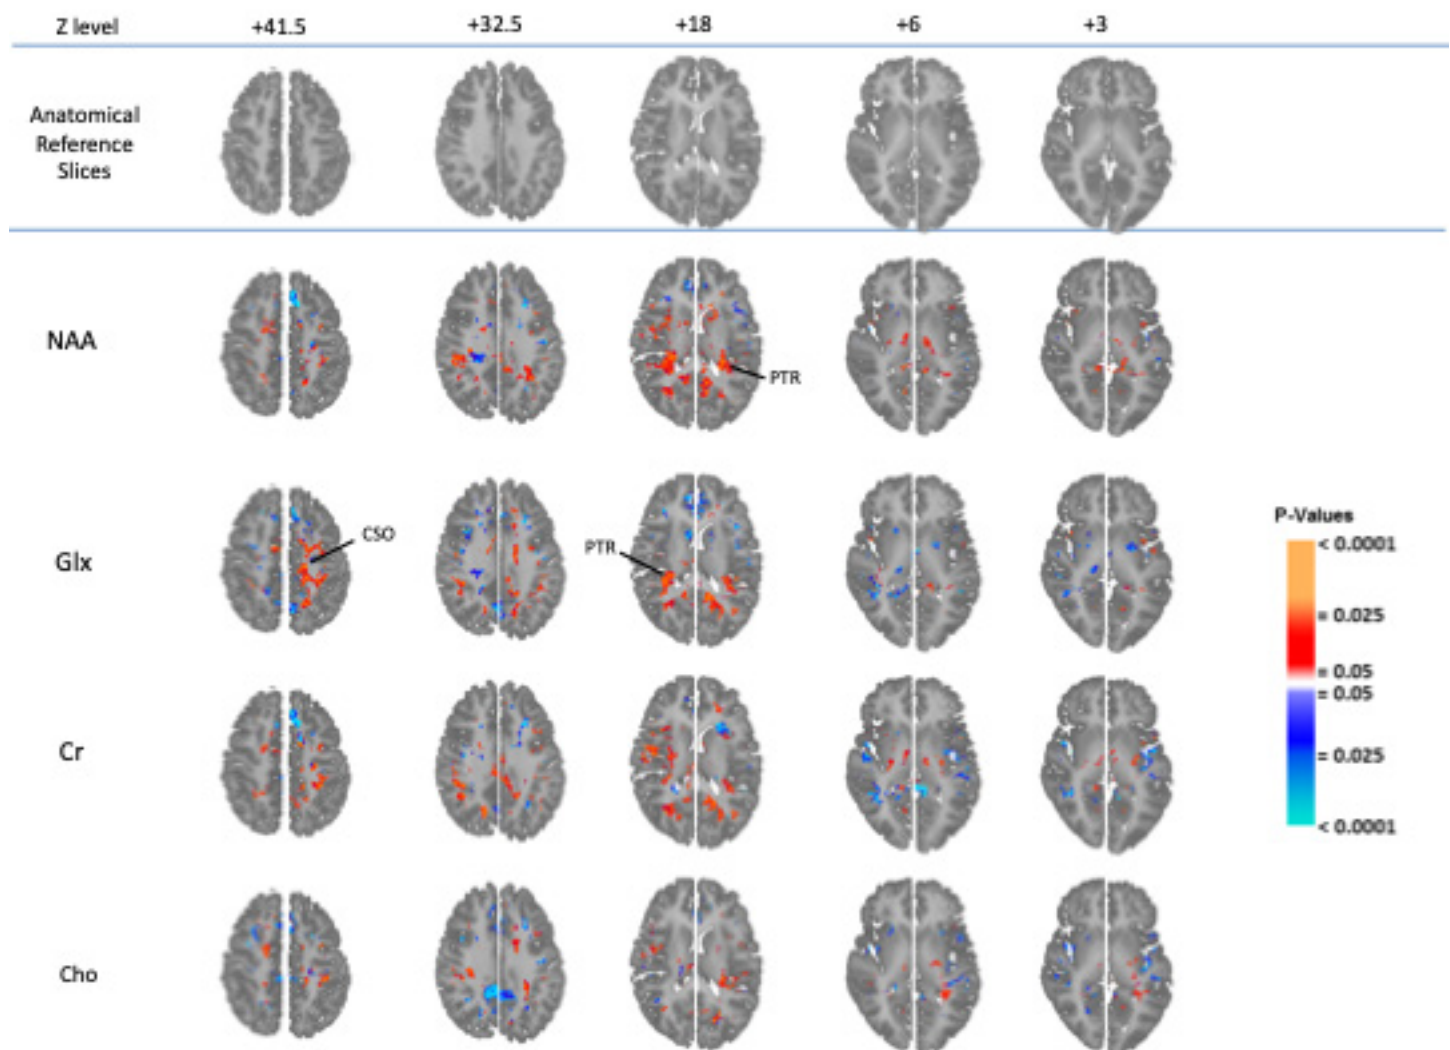 Z level +41.5 +32.5 +18 +6 +3
Anatomical
Reference
Slices
NAA
PTR
Glx
CSO
PTR
P-Values
< 0.0001
= 0.025
= 0.05
= 0.05
= 0.025
< 0.0001
Cr
Cho